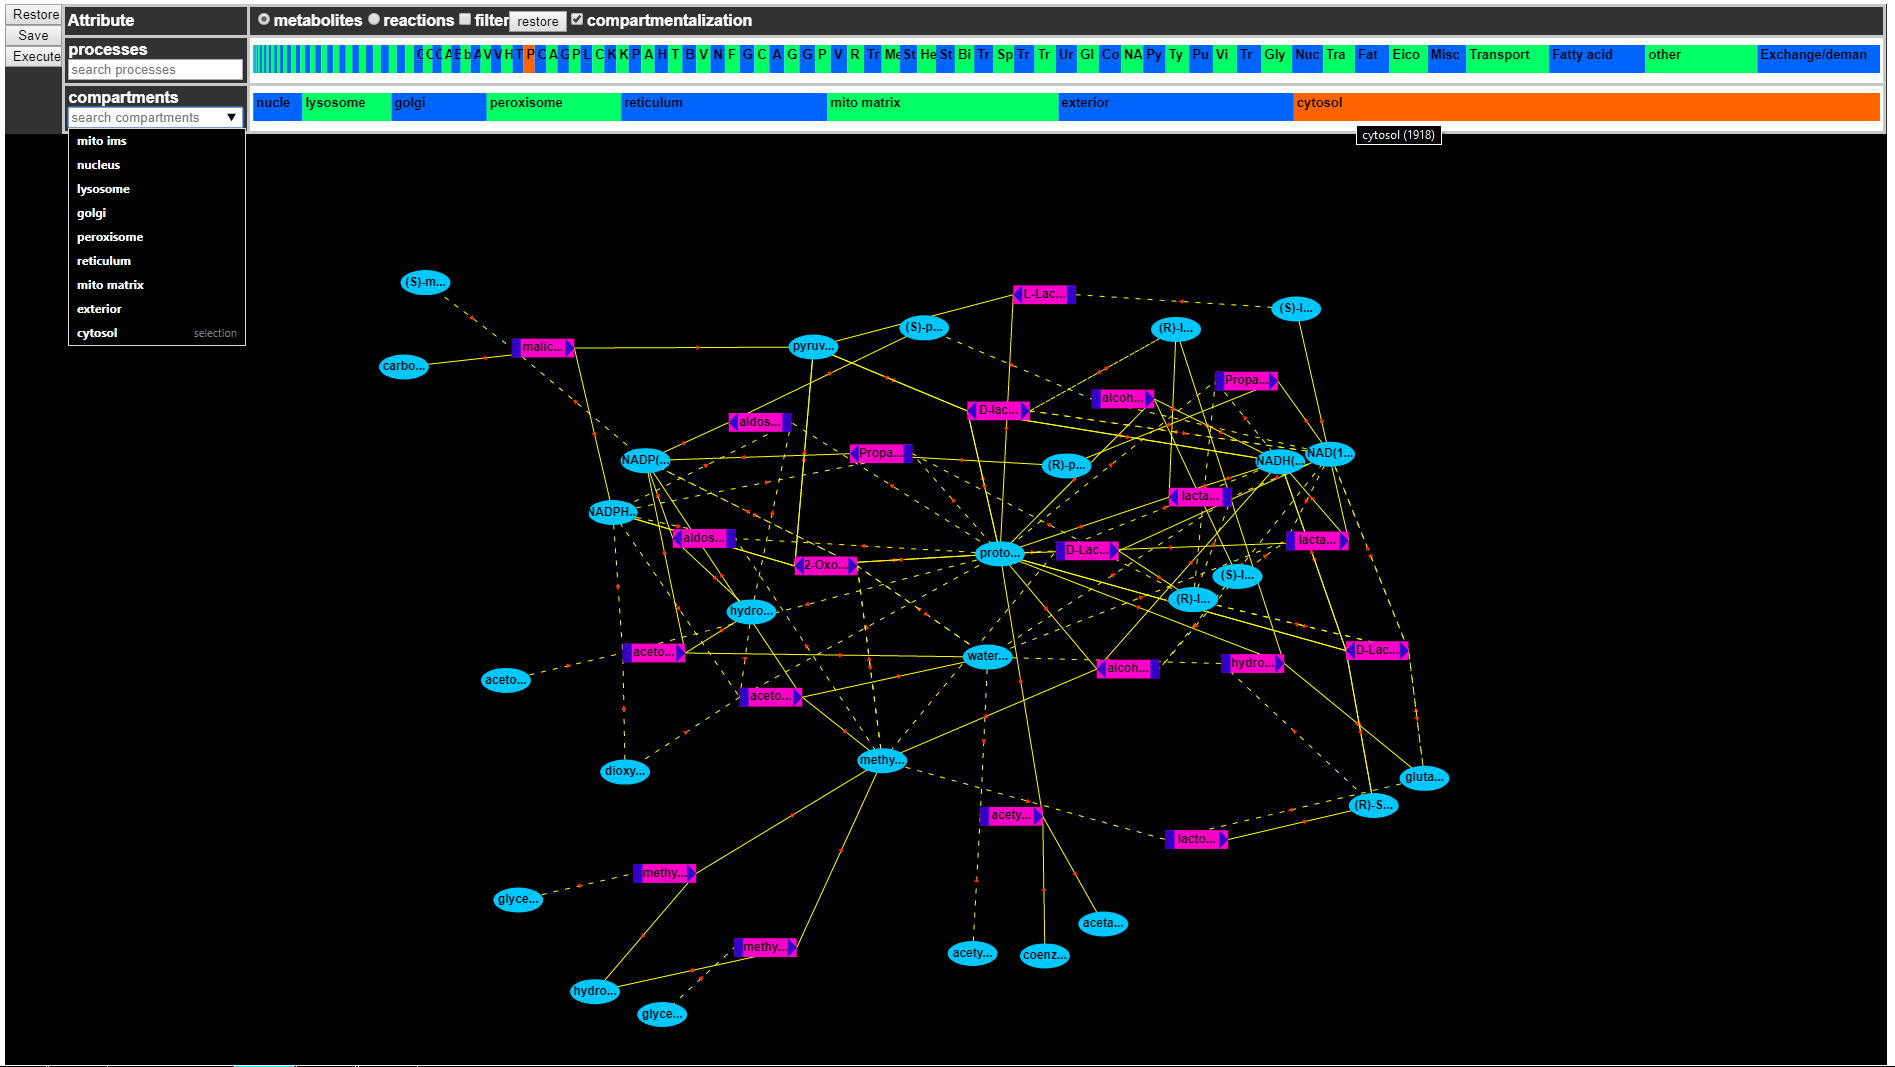 Restore
Save
Execute
Attribute
metabolites reactions filter restore compartmentalization
processes
search processes
E b A V V H T P C A G P L C K K P A H T B V N F G C A G G P V R Tr Me St He St Bi Tr Sp Tr Tr Ur Gl Co NA Py Ty Pu Vi Tr Gly Nuc Tra Fat Eico Misc Transport Fatty acid other Exchange/deman
compartments
search compartments
nucle lysosome golgi peroxisome reticulum mito matrix exterior cytosol
cytosol (1918)
mito ims
nucleus
lysosome
golgi
peroxisome
reticulum
mito matrix
exterior
cytosol selection
(S)-m...
L-Lac...
(S)-l...
(S)-p...
(R)-l...
malic...
pyruv...
carbo...
Propa...
alcoh...
D-lac...
aldos...
Propa...
NADP(...
(R)-p...
NADH(...
NAD(1...
lacta...
NADPH...
aldos...
proto...
D-Lac...
lacta...
2-Oxo...
(S)-l...
(R)-l...
hydro...
aceto...
water...
alcoh...
hydro...
D-Lac...
aceto...
aceto...
methy...
dioxy...
gluta...
(R)-S...
acety...
lacto...
methy...
glyce...
aceta...
methy...
acety...
coenz...
hydro...
glyce...